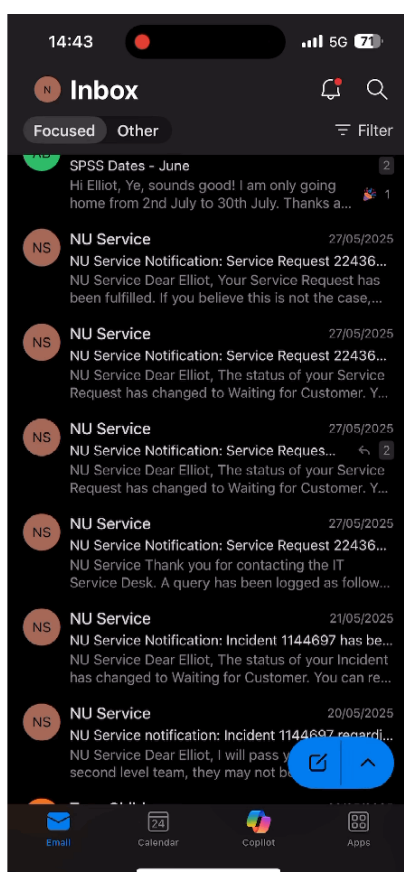 14:43
5G 71
N Inbox
Focused Other Filter
SPSS Dates - June 2
Hi Elliot, Ye, sounds good! I am only going
home from 2nd July to 30th July. Thanks a... 1
NS NU Service 27/05/2025
NU Service Notification: Service Request 22436...
NU Service Dear Elliot, Your Service Request has
been fulfilled. If you believe this is not the case,...
NS NU Service 27/05/2025
NU Service Notification: Service Request 22436...
NU Service Dear Elliot, The status of your Service
Request has changed to Waiting for Customer. Y...
NS NU Service 27/05/2025
NU Service Notification: Service Reques... 2
NU Service Dear Elliot, The status of your Service
Request has changed to Waiting for Customer. Y...
NS NU Service 27/05/2025
NU Service Notification: Service Request 22436...
NU Service Thank you for contacting the IT
Service Desk. A query has been logged as follow...
NS NU Service 21/05/2025
NU Service Notification: Incident 1144697 has be...
NU Service Dear Elliot, The status of your Incident
has changed to Waiting for Customer. You can re...
NS NU Service 20/05/2025
NU Service notification: Incident 1144697 regardi...
NU Service Dear Elliot, I will pass
second level team, they may not
24
Email Calendar Copilot Apps